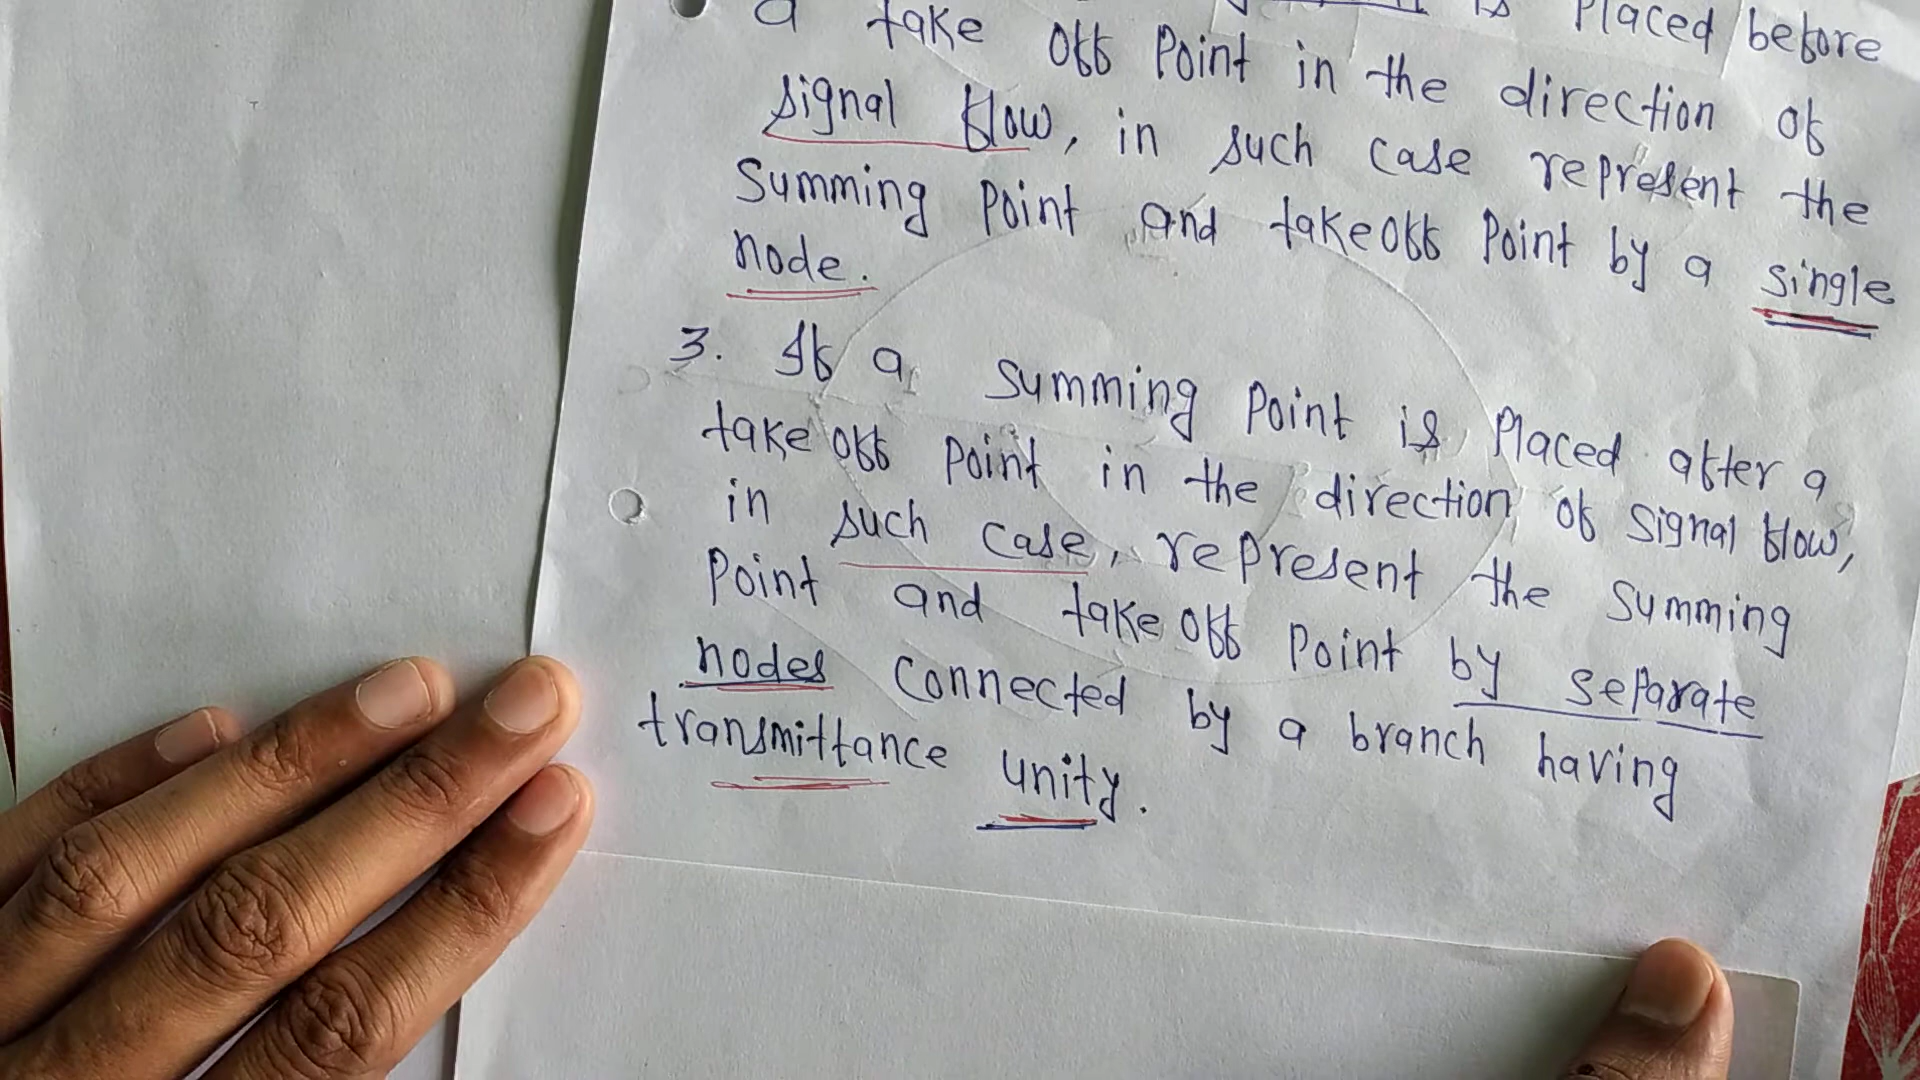 a take off point in the direction of
is placed before
signal flow, in such case represent the
summing point and takeoff point by a single
node.
3. If a summing point is placed after a
take off point in the direction of signal flow,
in such case, represent the summing
point and take off point by separate
nodes connected by a branch having
transmittance unity.